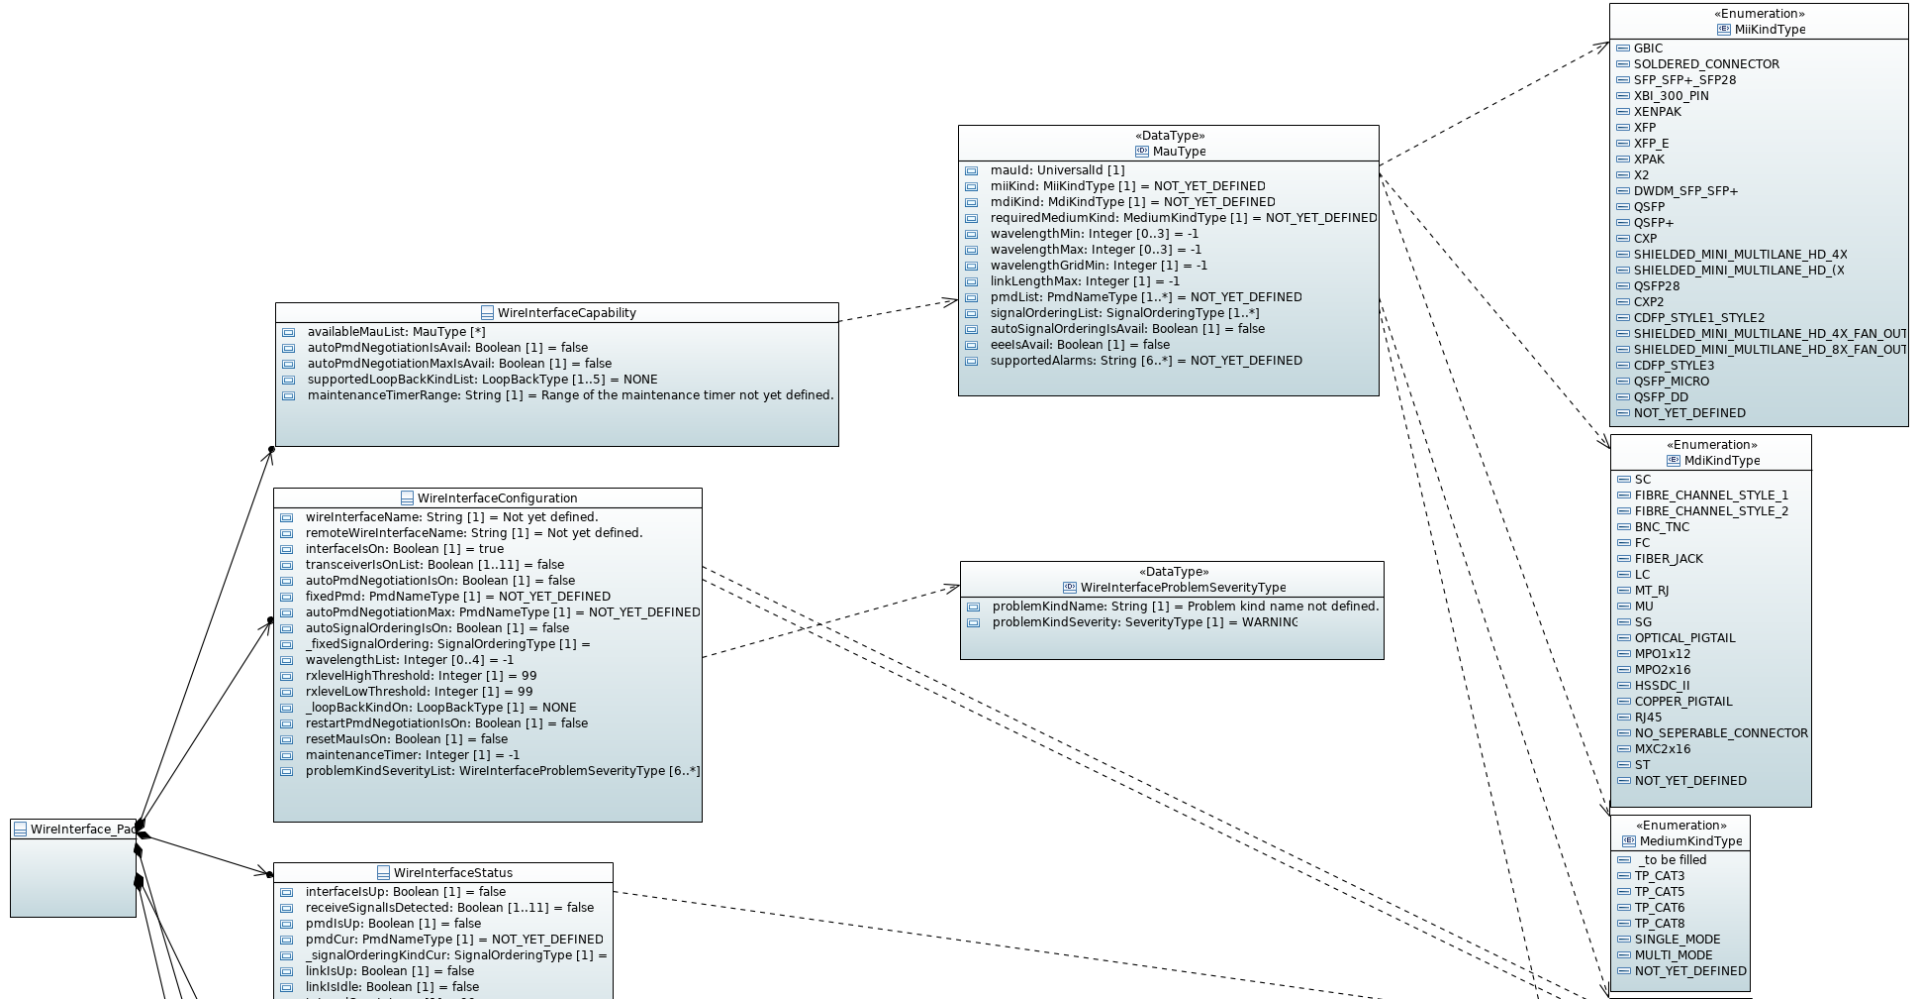 «Enumeration»
MiiKindType
GBIC
SOLDERED_CONNECTOR
SFP_SFP+_SFP28
XBI_300_PIN
XENPAK
XFP
XFP_E
XPAK
X2
DWDM_SFP_SFP+
QSFP
QSFP+
CXP
SHIELDED_MINI_MULTILANE_HD_4X
SHIELDED_MINI_MULTILANE_HD_(X
QSFP28
CXP2
CDFP_STYLE1_STYLE2
SHIELDED_MINI_MULTILANE_HD_4X_FAN_OUT
SHIELDED_MINI_MULTILANE_HD_8X_FAN_OUT
CDFP_STYLE3
QSFP_MICRO
QSFP_DD
NOT_YET_DEFINED
«DataType»
MauType
mauId: UniversalId [1]
miiKind: MiiKindType [1] = NOT_YET_DEFINED
mdiKind: MdiKindType [1] = NOT_YET_DEFINED
requiredMediumKind: MediumKindType [1] = NOT_YET_DEFINED
wavelengthMin: Integer [0..3] = -1
wavelengthMax: Integer [0..3] = -1
wavelengthGridMin: Integer [1] = -1
linkLengthMax: Integer [1] = -1
pmdList: PmdNameType [1..*] = NOT_YET_DEFINED
signalOrderingList: SignalOrderingType [1..*]
autoSignalOrderingIsAvail: Boolean [1] = false
eeeIsAvail: Boolean [1] = false
supportedAlarms: String [6..*] = NOT_YET_DEFINED
WireInterfaceCapability
availableMauList: MauType [*]
autoPmdNegotiationIsAvail: Boolean [1] = false
autoPmdNegotiationMaxIsAvail: Boolean [1] = false
supportedLoopBackKindList: LoopBackType [1..5] = NONE
maintenanceTimerRange: String [1] = Range of the maintenance timer not yet defined.
«Enumeration»
MdiKindType
SC
FIBRE_CHANNEL_STYLE_1
FIBRE_CHANNEL_STYLE_2
BNC_TNC
FC
FIBER_JACK
LC
MT_RJ
MU
SG
OPTICAL_PIGTAIL
MPO1x12
MPO2x16
HSSDC_II
COPPER_PIGTAIL
RJ45
NO_SEPERABLE_CONNECTOR
MXC2x16
ST
NOT_YET_DEFINED
WireInterfaceConfiguration
wireInterfaceName: String [1] = Not yet defined.
remoteWireInterfaceName: String [1] = Not yet defined.
interfaceIsOn: Boolean [1] = true
transceiverIsOnList: Boolean [1..11] = false
autoPmdNegotiationIsOn: Boolean [1] = false
fixedPmd: PmdNameType [1] = NOT_YET_DEFINED
autoPmdNegotiationMax: PmdNameType [1] = NOT_YET_DEFINED
autoSignalOrderingIsOn: Boolean [1] = false
_fixedSignalOrdering: SignalOrderingType [1] =
wavelengthList: Integer [0..4] = -1
rxlevelHighThreshold: Integer [1] = 99
rxlevelLowThreshold: Integer [1] = 99
_loopBackKindOn: LoopBackType [1] = NONE
restartPmdNegotiationIsOn: Boolean [1] = false
resetMauIsOn: Boolean [1] = false
maintenanceTimer: Integer [1] = -1
problemKindSeverityList: WireInterfaceProblemSeverityType [6..*]
«DataType»
WireInterfaceProblemSeverityType
problemKindName: String [1] = Problem kind name not defined.
problemKindSeverity: SeverityType [1] = WARNING
WireInterface_Pac
«Enumeration»
MediumKindType
_to be filled
TP_CAT3
TP_CAT5
TP_CAT6
TP_CAT8
SINGLE_MODE
MULTI_MODE
NOT_YET_DEFINED
WireInterfaceStatus
interfaceIsUp: Boolean [1] = false
receiveSignalIsDetected: Boolean [1..11] = false
pmdIsUp: Boolean [1] = false
pmdCur: PmdNameType [1] = NOT_YET_DEFINED
_signalOrderingKindCur: SignalOrderingType [1] =
linkIsUp: Boolean [1] = false
linkIsIdle: Boolean [1] = false